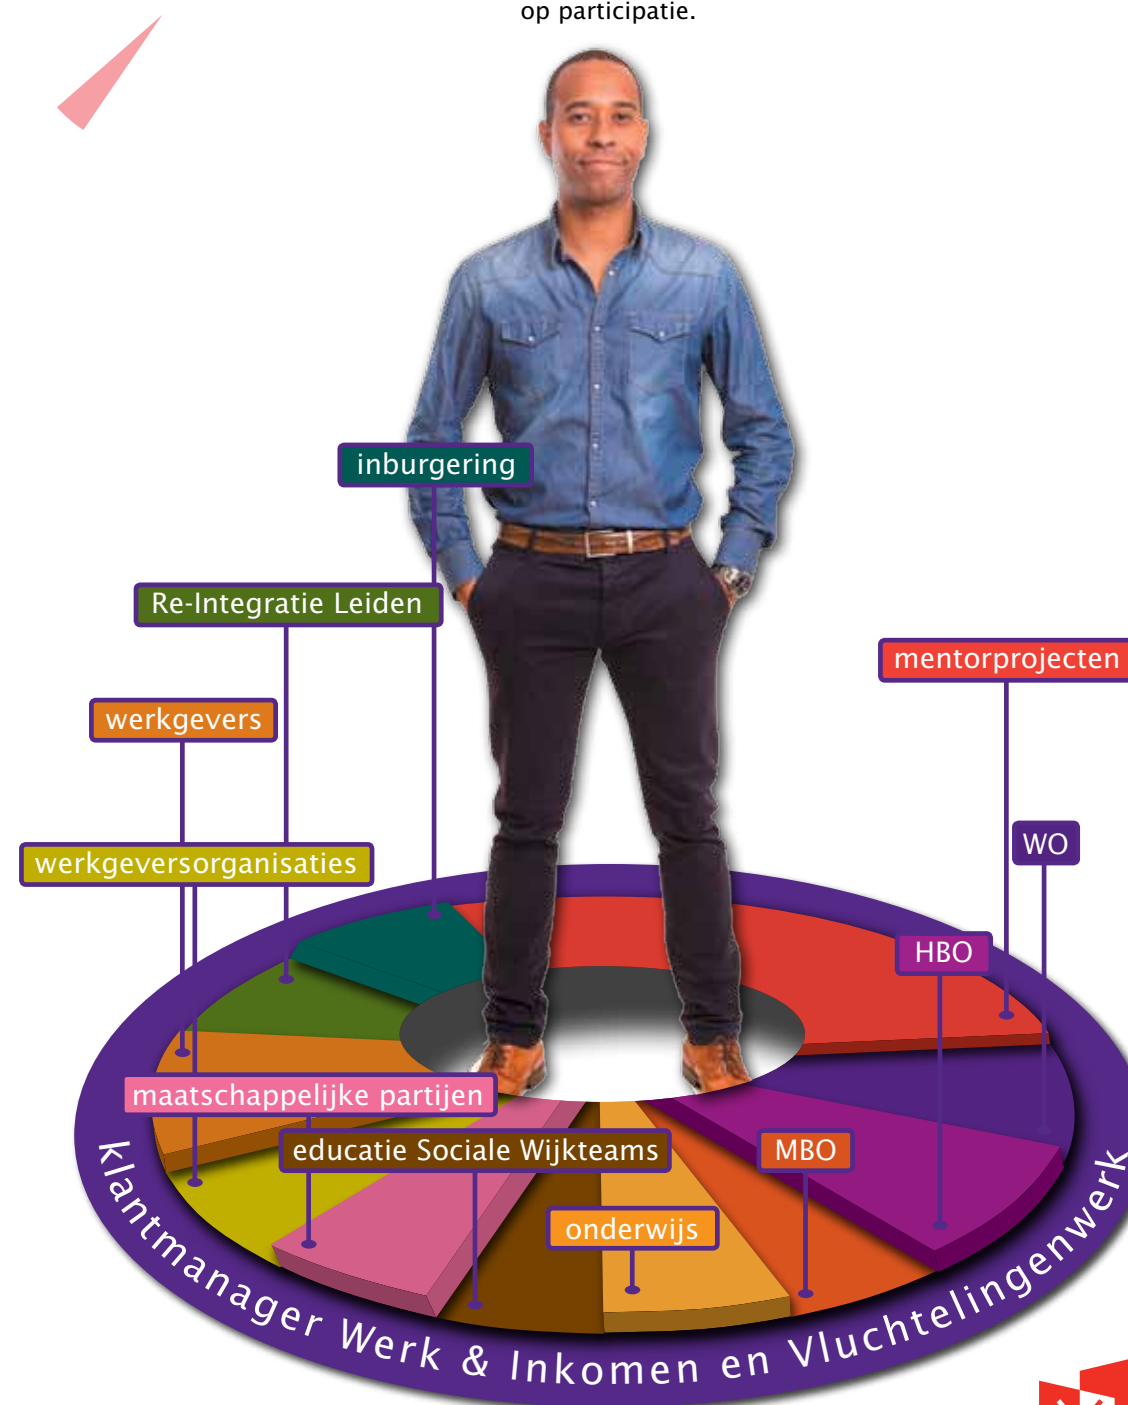 op participatie.
inburgering
Re-Integratie Leiden
mentorprojecten
werkgevers
WO
werkgeversorganisaties
HBO
maatschappelijke partijen
educatie Sociale Wijkteams
MBO
onderwijs
klantmanager Werk & Inkomen en Vluchtelingenwerk